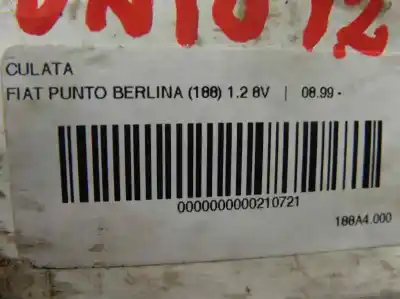 CULATA
FIAT PUNTO BERLINA (188) 1.2 8V | 08.99 -
0000000000210721
188A4.000